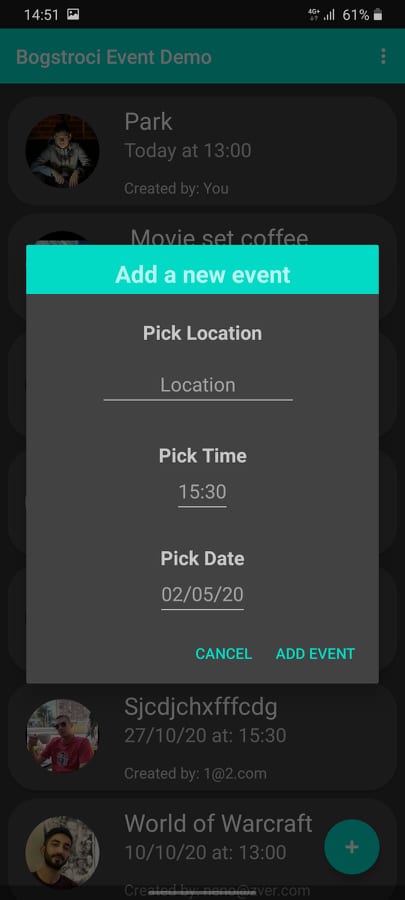 14:51
4G+ 61%
Bogstroci Event Demo
Park
Today at 13:00
Created by: You
Movie set coffee
Add a new event
Pick Location
Location
Pick Time
15:30
Pick Date
02/05/20
CANCEL ADD EVENT
Sjcdjchxfffcdg
27/10/20 at: 15:30
Created by: 1@2.com
World of Warcraft
10/10/20 at: 13:00
+
Created by: neno@zver.com